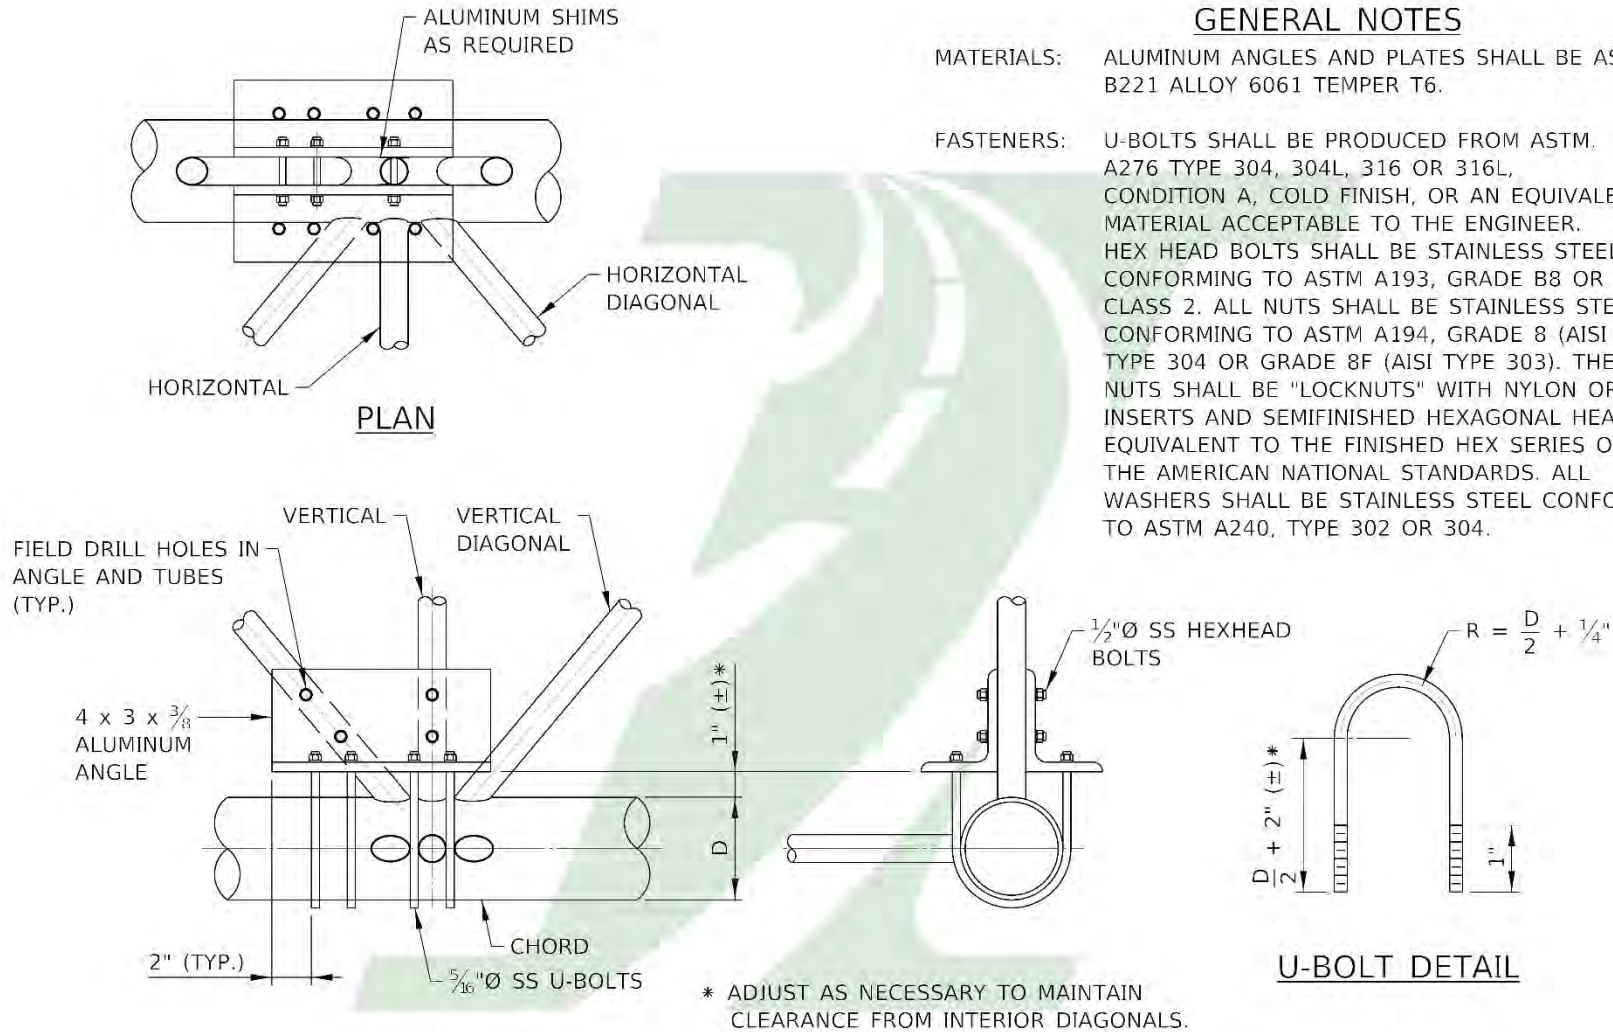 ALUMINUM SHIMS
AS REQUIRED
HORIZONTAL
DIAGONAL
HORIZONTAL
PLAN
GENERAL NOTES
MATERIALS: ALUMINUM ANGLES AND PLATES SHALL BE AS
B221 ALLOY 6061 TEMPER T6.
FASTENERS: U-BOLTS SHALL BE PRODUCED FROM ASTM.
A276 TYPE 304, 304L, 316 OR 316L,
CONDITION A, COLD FINISH, OR AN EQUIVALE
MATERIAL ACCEPTABLE TO THE ENGINEER.
HEX HEAD BOLTS SHALL BE STAINLESS STEEL
CONFORMING TO ASTM A193, GRADE B8 OR
CLASS 2. ALL NUTS SHALL BE STAINLESS STE
CONFORMING TO ASTM A194, GRADE 8 (AISI
TYPE 304 OR GRADE 8F (AISI TYPE 303). THE
NUTS SHALL BE "LOCKNUTS" WITH NYLON OR
INSERTS AND SEMIFINISHED HEXAGONAL HEA
EQUIVALENT TO THE FINISHED HEX SERIES O
THE AMERICAN NATIONAL STANDARDS. ALL
WASHERS SHALL BE STAINLESS STEEL CONFO
TO ASTM A240, TYPE 302 OR 304.
VERTICAL
VERTICAL
DIAGONAL
FIELD DRILL HOLES IN
ANGLE AND TUBES
(TYP.)
4 x 3 x 3/8
ALUMINUM
ANGLE
1" (±)*
D
2" (TYP.)
CHORD
5/16"Ø SS U-BOLTS
1/2"Ø SS HEXHEAD
BOLTS
R = D/2 + 1/4"
D/2 + 2" (±)*
1"
U-BOLT DETAIL
* ADJUST AS NECESSARY TO MAINTAIN
CLEARANCE FROM INTERIOR DIAGONALS.